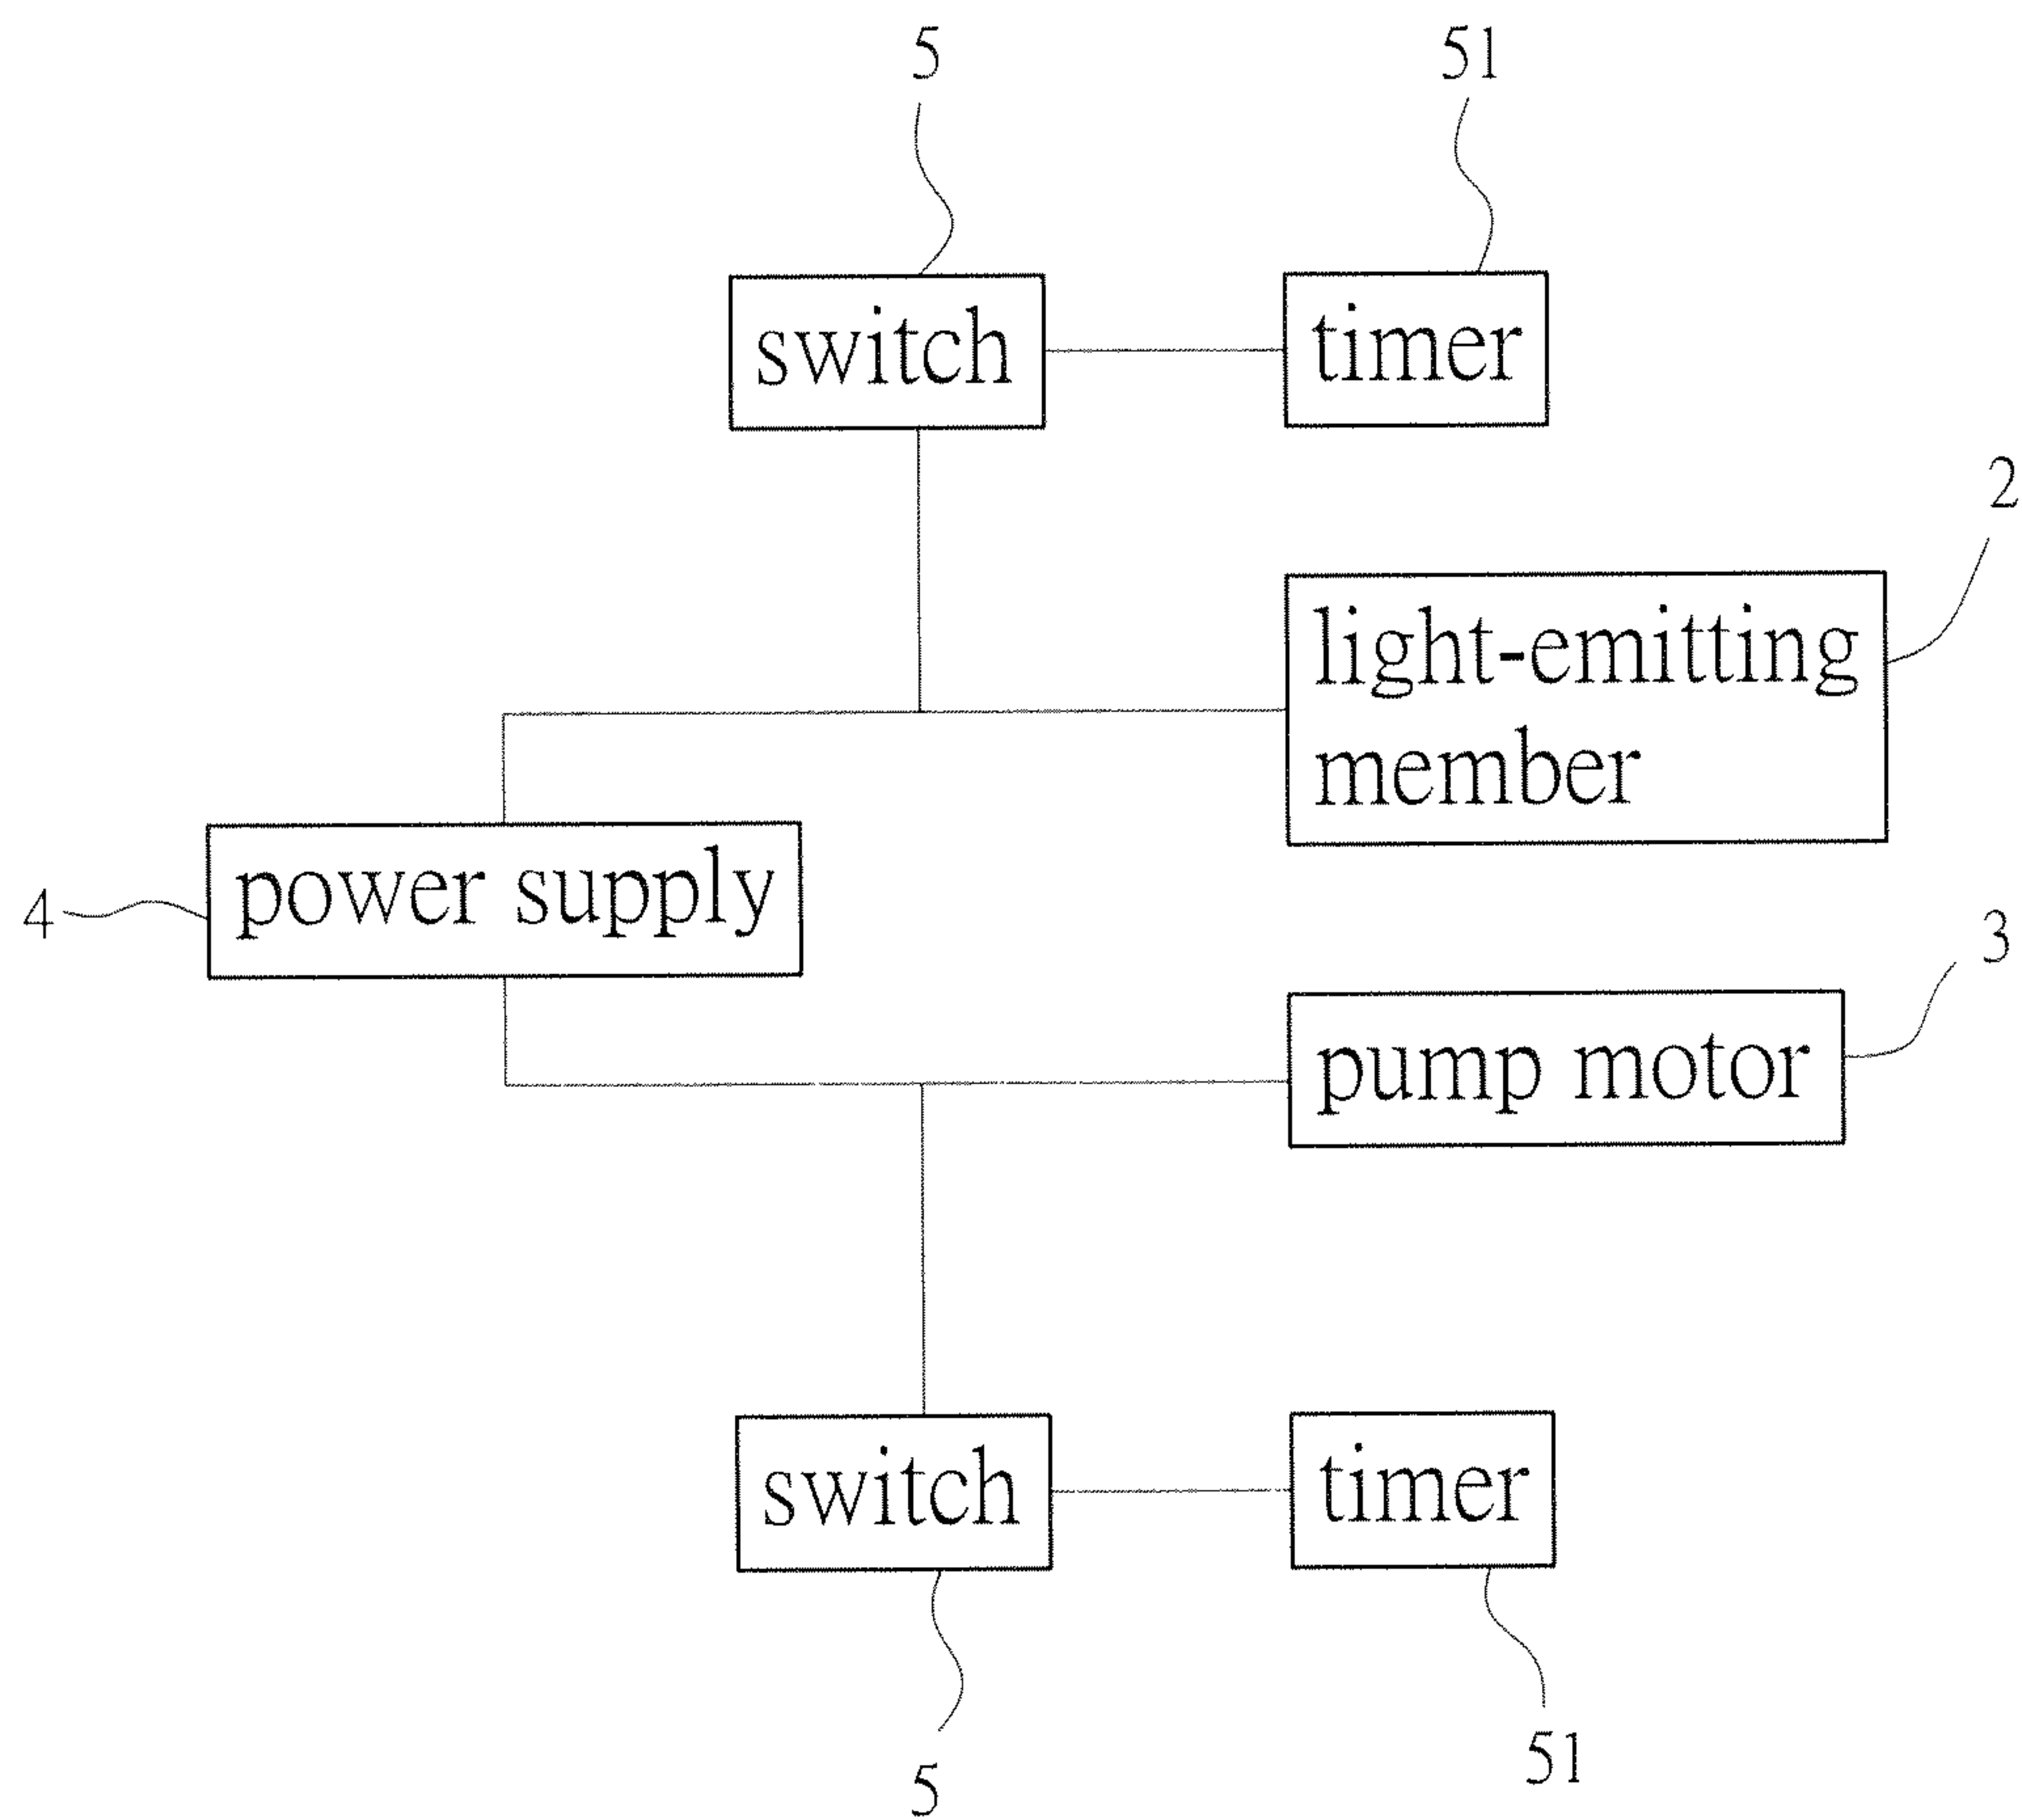 5
51
switch
timer
2
light-emitting
member
power supply
4
3
pump motor
switch
timer
51
5